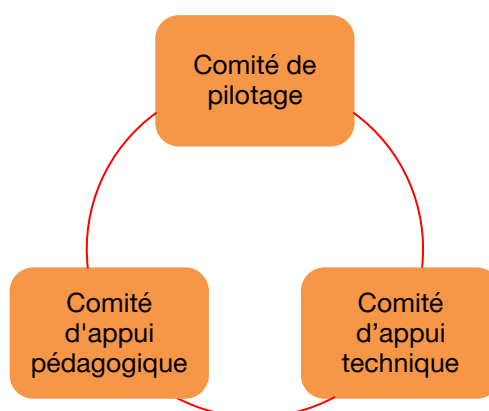 Comité de
pilotage
Comité
d'appui
pédagogique
Comité
d’appui
technique